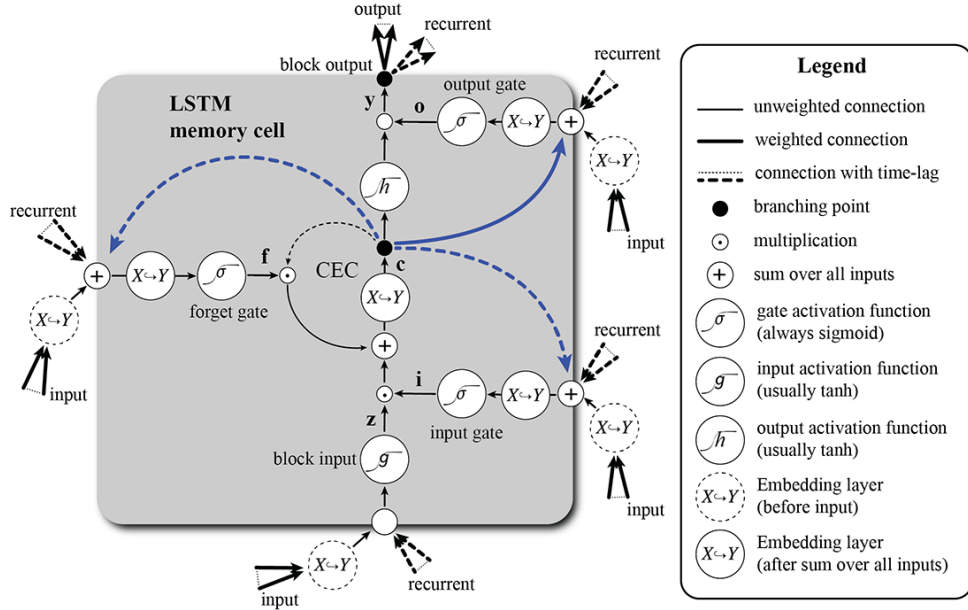 output
recurrent
block output
output gate
y
o
σ
X↪Y
X↪Y
input
LSTM
memory cell
h
recurrent
c
CEC
X↪Y
X↪Y
σ
f
forget gate
X↪Y
input
recurrent
i
σ
X↪Y
input gate
X↪Y
input
z
block input
g
X↪Y
input
recurrent
Legend
unweighted connection
weighted connection
connection with time-lag
branching point
multiplication
sum over all inputs
σ
gate activation function
(always sigmoid)
g
input activation function
(usually tanh)
h
output activation function
(usually tanh)
X↪Y
Embedding layer
(before input)
X↪Y
Embedding layer
(after sum over all inputs)